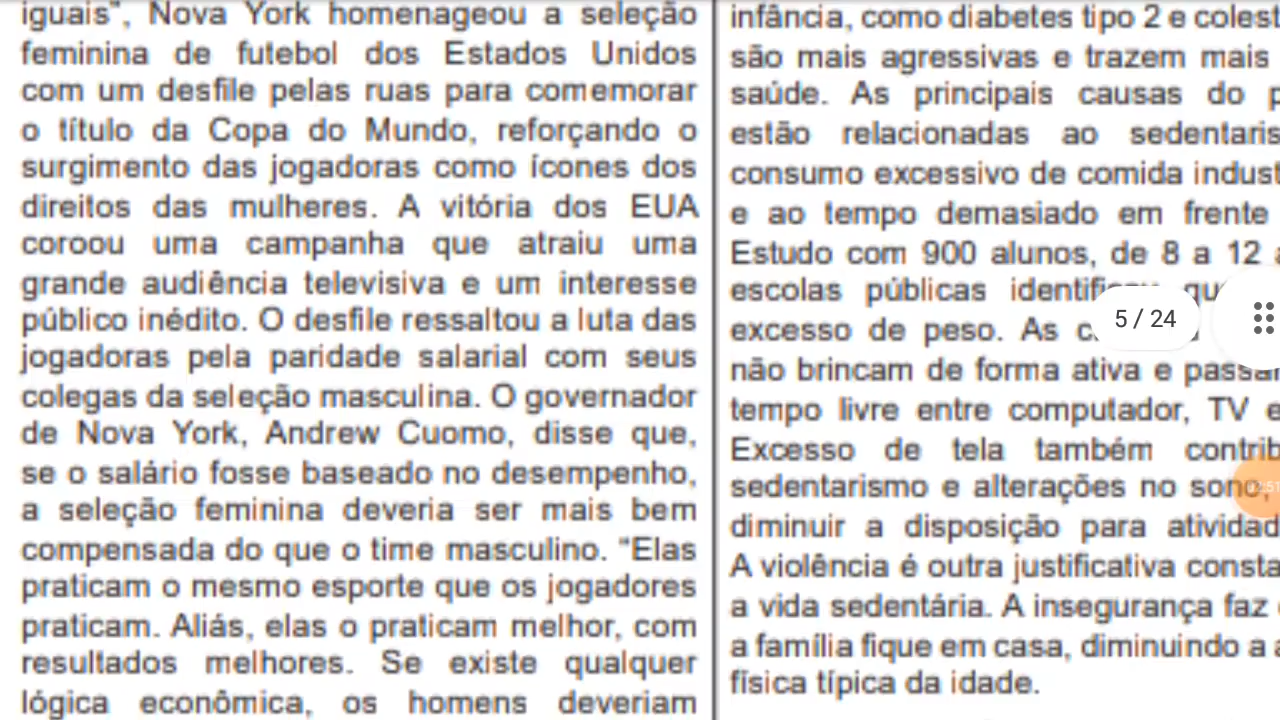 iguais", Nova York homenageou a seleção
feminina de futebol dos Estados Unidos
com um desfile pelas ruas para comemorar
o título da Copa do Mundo, reforçando o
surgimento das jogadoras como ícones dos
direitos das mulheres. A vitória dos EUA
coroou uma campanha que atraiu uma
grande audiência televisiva e um interesse
público inédito. O desfile ressaltou a luta das
jogadoras pela paridade salarial com seus
colegas da seleção masculina. O governador
de Nova York, Andrew Cuomo, disse que,
se o salário fosse baseado no desempenho,
a seleção feminina deveria ser mais bem
compensada do que o time masculino. "Elas
praticam o mesmo esporte que os jogadores
praticam. Aliás, elas o praticam melhor, com
resultados melhores. Se existe qualquer
lógica econômica, os homens deveriam
infância, como diabetes tipo 2 e colest
são mais agressivas e trazem mais
saúde. As principais causas do p
estão relacionadas ao sedentaris
consumo excessivo de comida indust
e ao tempo demasiado em frente
Estudo com 900 alunos, de 8 a 12 a
escolas públicas
excesso de peso. As
não brincam de forma ativa e passa
tempo livre entre computador, TV e
Excesso de tela também contrib
sedentarismo e alterações no sono,
diminuir a disposição para atividad
A violência é outra justificativa consta
a vida sedentária. A insegurança faz
a família fique em casa, diminuindo a a
física típica da idade.
5 / 24